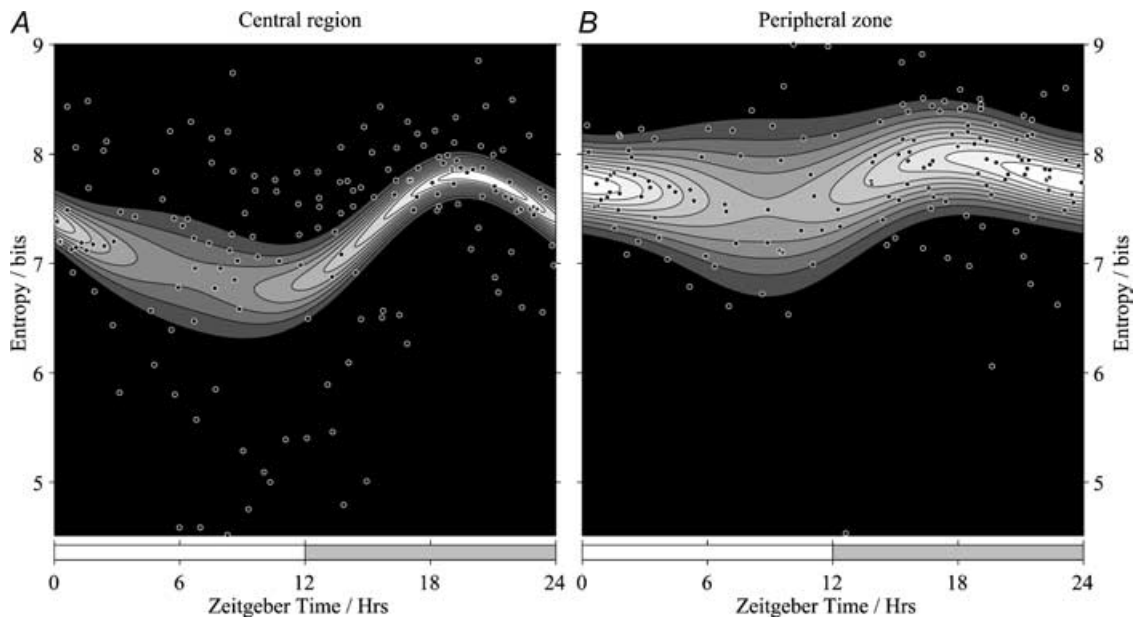 A Central region
B Peripheral zone
9
8
7
6
5
Entropy / bits
9
8
7
6
5
Entropy / bits
0 6 12 18 24
0 6 12 18 24
Zeitgeber Time / Hrs
Zeitgeber Time / Hrs